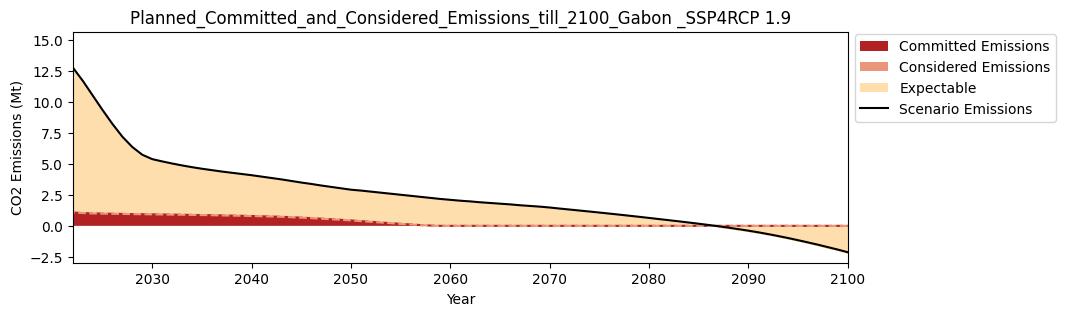 Planned_Committed_and_Considered_Emissions_till_2100_Gabon _SSP4RCP 1.9
CO2 Emissions (Mt)
15.0
12.5
10.0
7.5
5.0
2.5
0.0
−2.5
2030
2040
2050
2060
2070
2080
2090
2100
Year
Committed Emissions
Considered Emissions
Expectable
Scenario Emissions